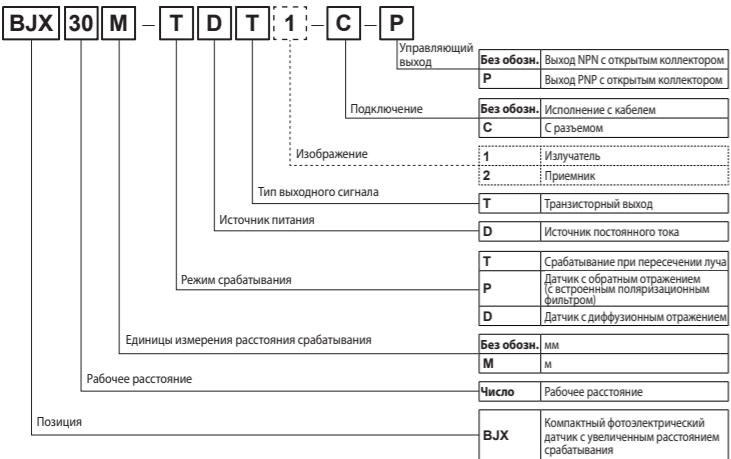 BJX 30 M – T D T 1 – C – P
Управляющий
выход
Без обозн. Выход NPN с открытым коллектором
P Выход PNP с открытым коллектором
Подключение
Без обозн. Исполнение с кабелем
C С разъемом
Изображение
1 Излучатель
2 Приемник
Тип выходного сигнала
T Транзисторный выход
Источник питания
D Источник постоянного тока
Режим срабатывания
T Срабатывание при пересечении луча
P Датчик с обратным отражением
(с встроенным поляризационным
фильтром)
D Датчик с диффузионным отражением
Единицы измерения расстояния срабатывания
Без обозн. мм
M м
Рабочее расстояние
Число Рабочее расстояние
Позиция
BJX Компактный фотоэлектрический
датчик с увеличенным расстоянием
срабатывания